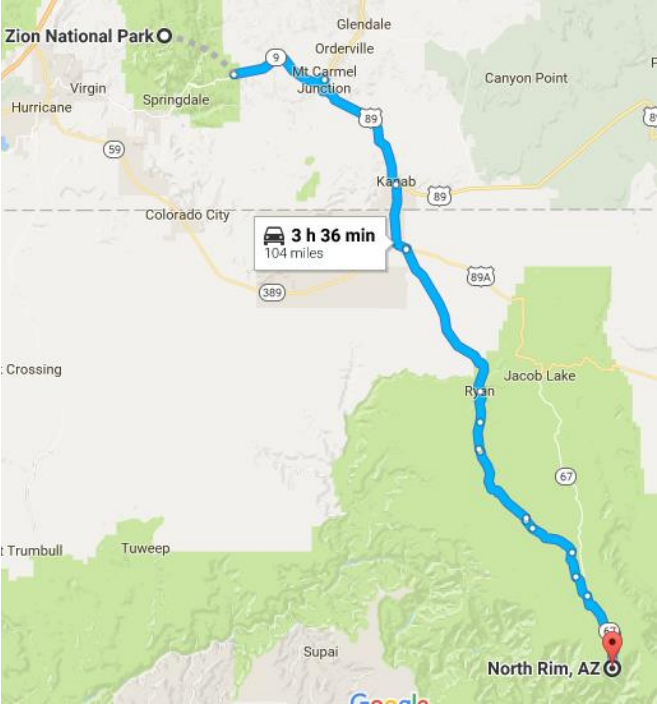 Glendale
Zion National Park
Orderville
9
Mt Carmel
Junction
Canyon Point
Virgin
Springdale
Hurricane
89
59
Kanab
89
Colorado City
3 h 36 min
104 miles
89A
389
Crossing
Jacob Lake
Ryan
67
t Trumbull
Tuweep
67
Supai
North Rim, AZ
Google